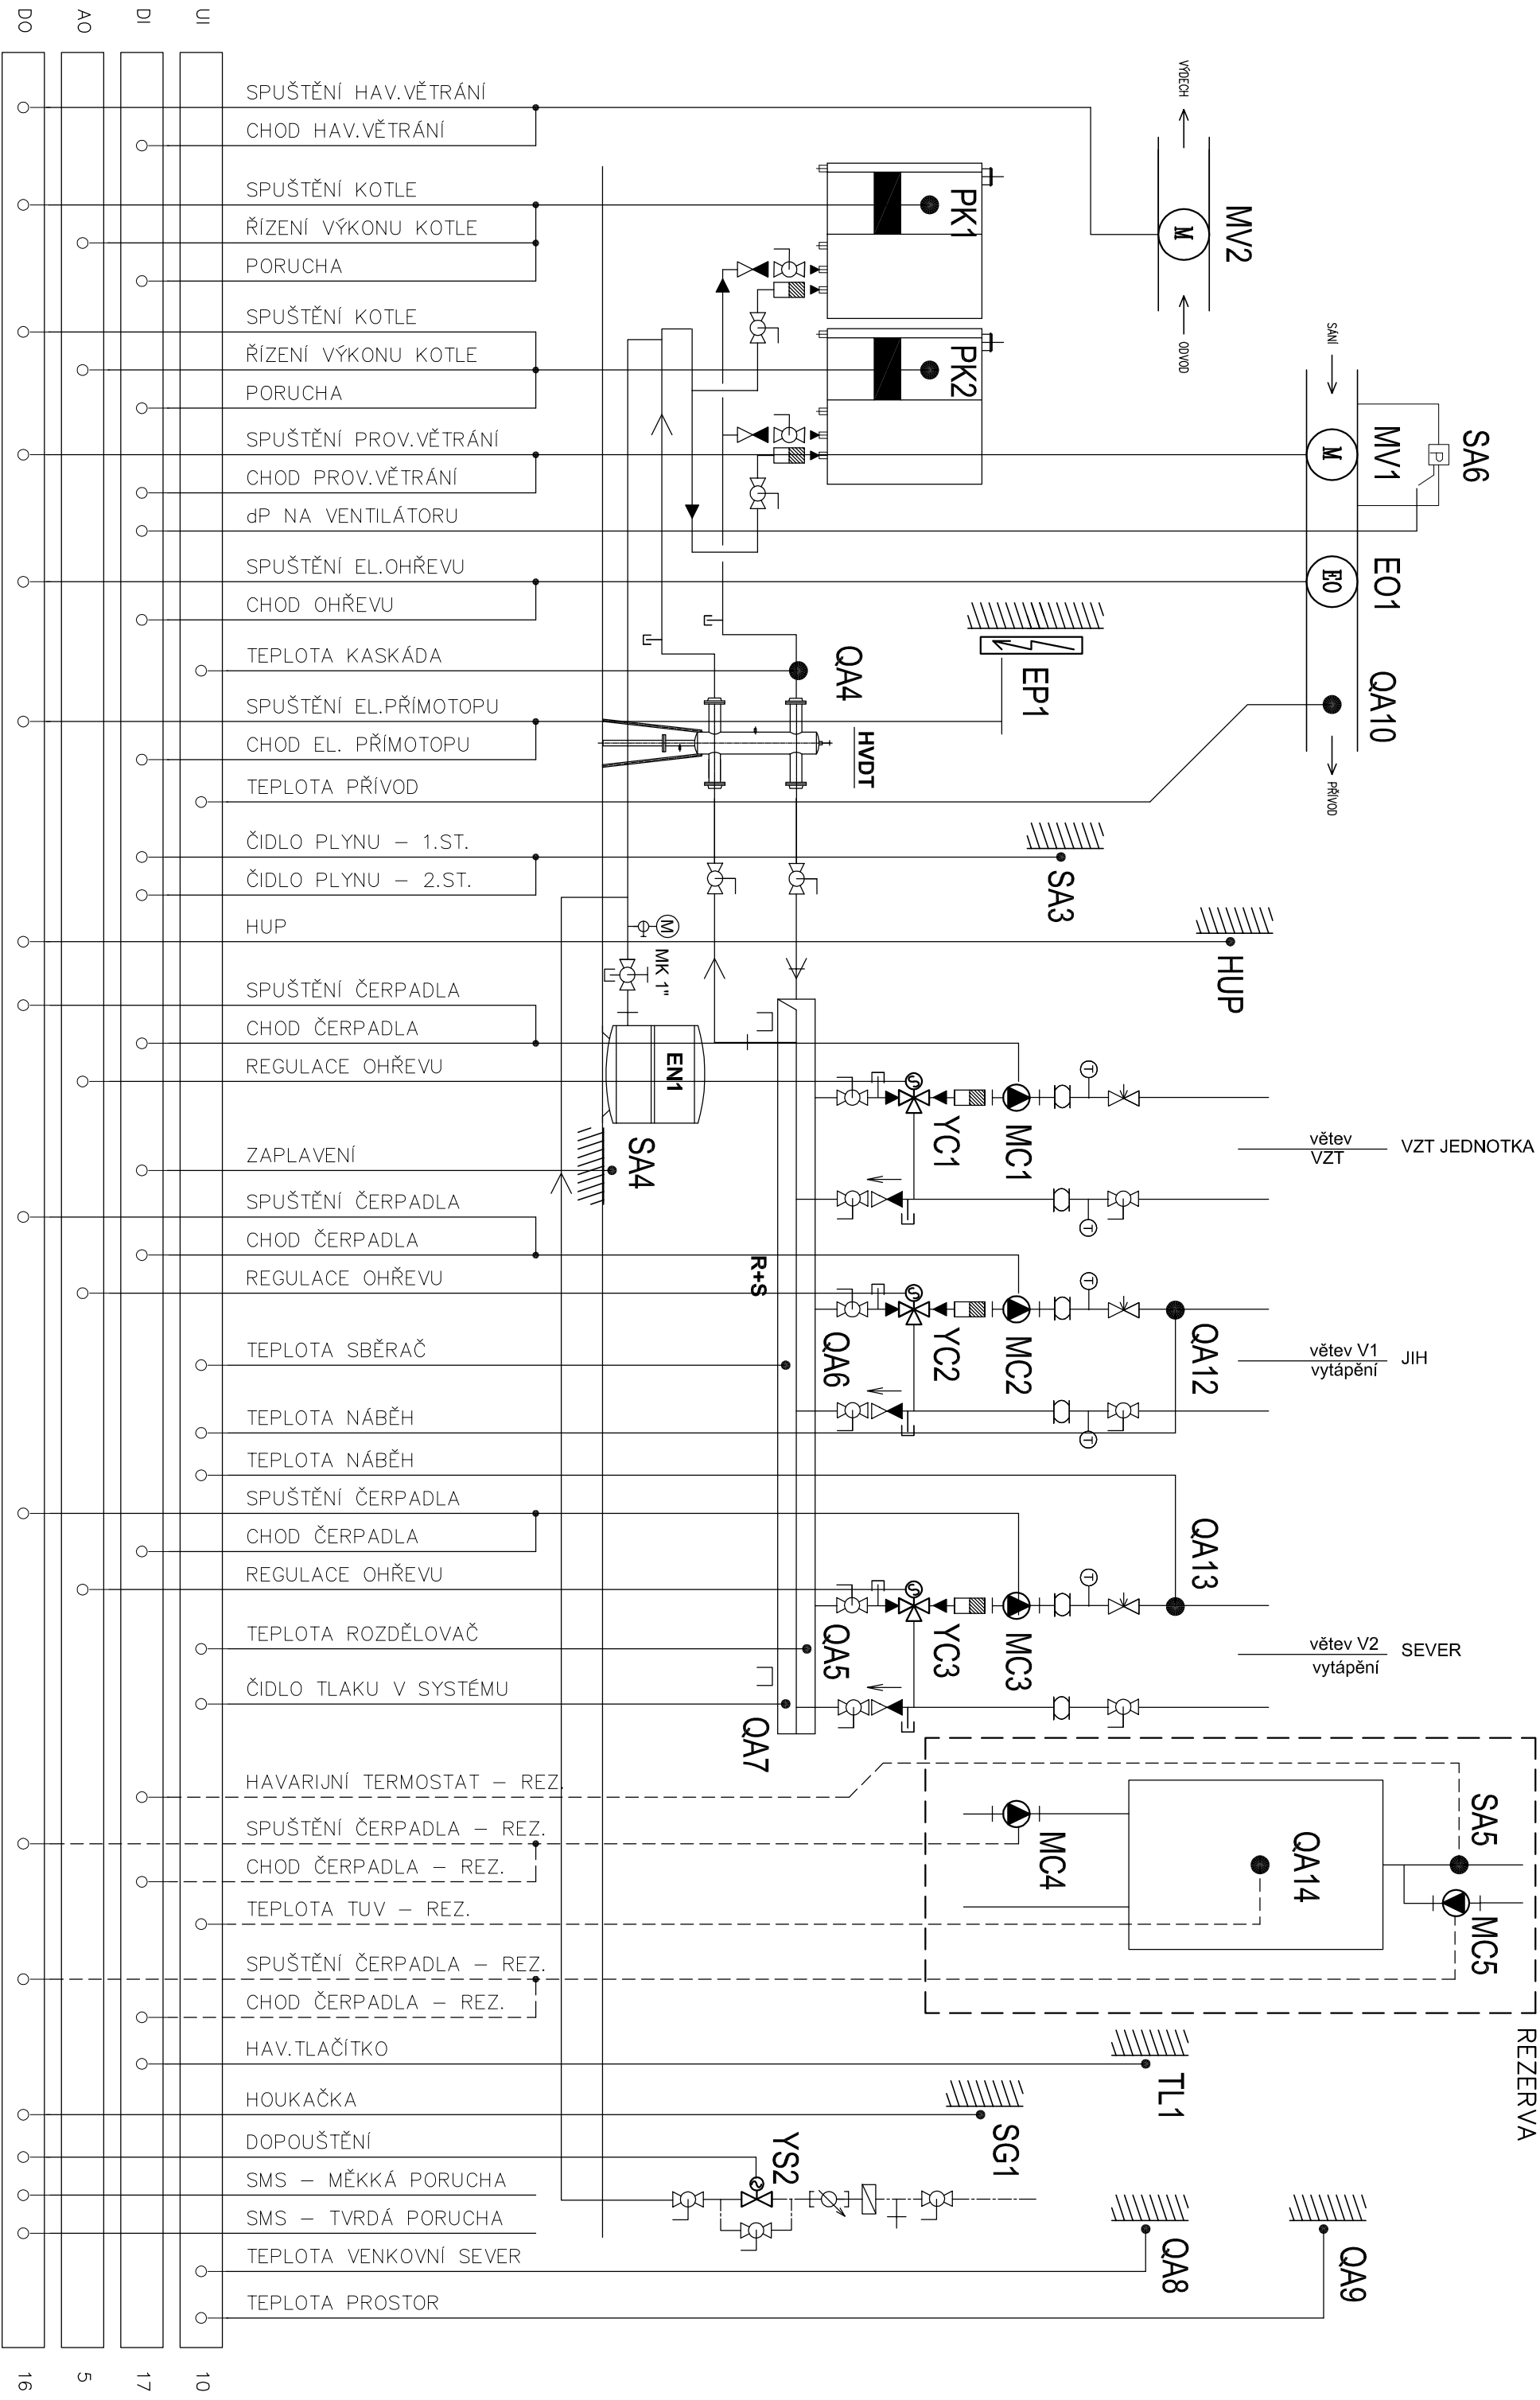 DO
AO
DI
UI
SPUŠTĚNÍ HAV.VĚTRÁNÍ
CHOD HAV.VĚTRÁNÍ
SPUŠTĚNÍ KOTLE
ŘÍZENÍ VÝKONU KOTLE
PORUCHA
SPUŠTĚNÍ KOTLE
ŘÍZENÍ VÝKONU KOTLE
PORUCHA
SPUŠTĚNÍ PROV.VĚTRÁNÍ
CHOD PROV.VĚTRÁNÍ
dP NA VENTILÁTORU
SPUŠTĚNÍ EL.OHŘEVU
CHOD OHŘEVU
TEPLOTA KASKÁDA
SPUŠTĚNÍ EL.PŘÍMOTOPU
CHOD EL. PŘÍMOTOPU
TEPLOTA PŘÍVOD
ČIDLO PLYNU – 1.ST.
ČIDLO PLYNU – 2.ST.
HUP
SPUŠTĚNÍ ČERPADLA
CHOD ČERPADLA
REGULACE OHŘEVU
ZAPLAVENÍ
SPUŠTĚNÍ ČERPADLA
CHOD ČERPADLA
REGULACE OHŘEVU
TEPLOTA SBĚRAČ
TEPLOTA NÁBĚH
TEPLOTA NÁBĚH
SPUŠTĚNÍ ČERPADLA
CHOD ČERPADLA
REGULACE OHŘEVU
TEPLOTA ROZDĚLOVAČ
ČIDLO TLAKU V SYSTÉMU
HAVARIJNÍ TERMOSTAT – REZ.
SPUŠTĚNÍ ČERPADLA – REZ.
CHOD ČERPADLA – REZ.
TEPLOTA TUV – REZ.
SPUŠTĚNÍ ČERPADLA – REZ.
CHOD ČERPADLA – REZ.
HAV.TLAČÍTKO
HOUKAČKA
DOPOUŠTĚNÍ
SMS – MĚKKÁ PORUCHA
SMS – TVRDÁ PORUCHA
TEPLOTA VENKOVNÍ SEVER
TEPLOTA PROSTOR
16
5
17
10
VÝDECH
M
MV2
ODVOD
PK1
PK2
SÁNÍ
M
MV1
P
SA6
EO
EO1
QA10
PŘÍVOD
QA4
EP1
HVDT
SA3
HUP
M
MK 1"
EN1
SA4
YC1
MC1
T
T
větev
VZT
VZT JEDNOTKA
R+S
QA6
YC2
MC2
T
T
QA12
větev V1
vytápění
JIH
QA5
YC3
MC3
T
QA13
větev V2
vytápění
SEVER
QA7
MC4
QA14
SA5
MC5
REZERVA
TL1
SG1
YS2
QA8
QA9